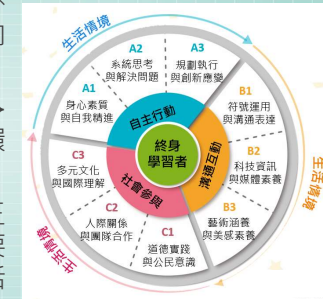 生活情境
A1
身心素質
與自我精進
A2
系統思考
與解決問題
A3
規劃執行
與創新應變
自主行動
B1
符號運用
與溝通表達
B2
科技資訊
與媒體素養
B3
藝術涵養
與美感素養
溝通互動
生活情境
C1
道德實踐
與公民意識
C2
人際關係
與團隊合作
C3
多元文化
與國際理解
社會參與
生活情境
終身
學習者